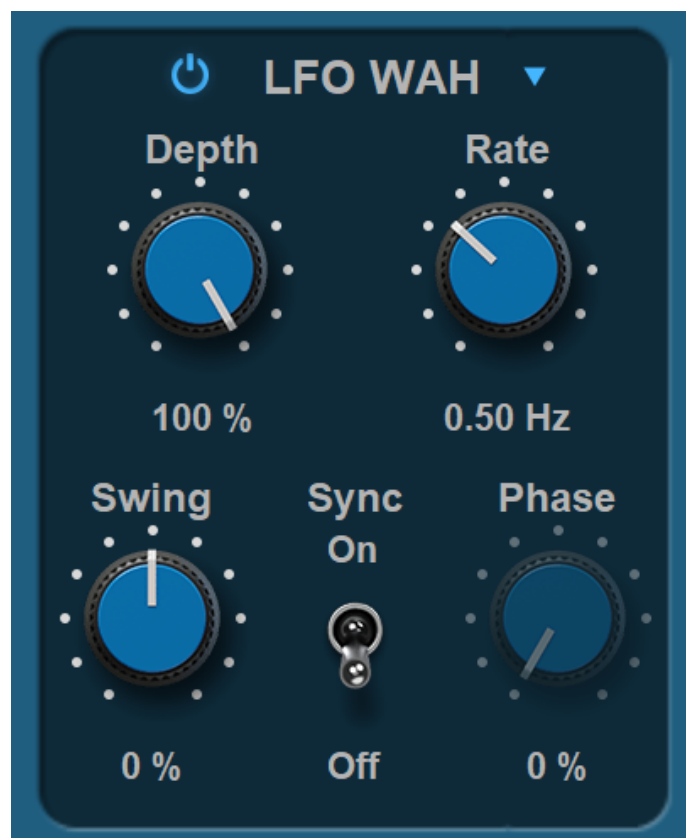 LFO WAH
Depth Rate
100 % 0.50 Hz
Swing Sync Phase
On
0 % Off 0 %